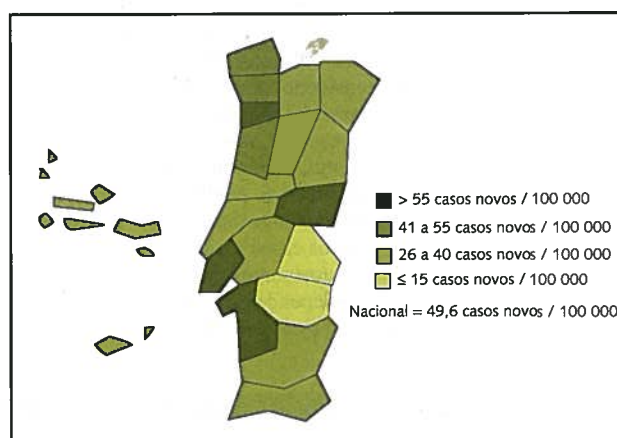 > 55 casos novos / 100 000
41 a 55 casos novos / 100 000
26 a 40 casos novos / 100 000
≤ 15 casos novos / 100 000
Nacional = 49,6 casos novos / 100 000